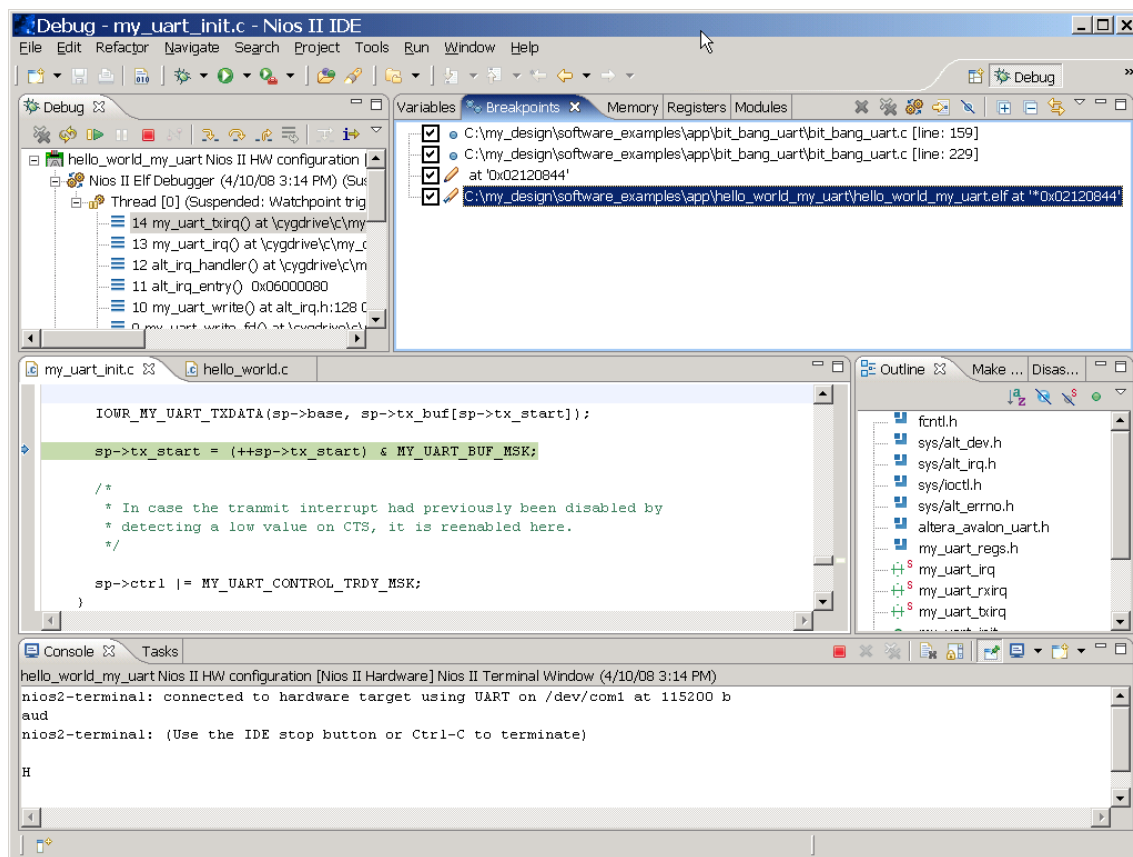 Debug - my_uart_init.c - Nios II IDE
File Edit Refactor Navigate Search Project Tools Run Window Help
Debug
Debug
Variables Breakpoints Memory Registers Modules
hello_world_my_uart Nios II HW configuration [
Nios II Elf Debugger (4/10/08 3:14 PM) (Sus
Thread [0] (Suspended: Watchpoint trig
14 my_uart_txirq() at \cygdrive\c\my
13 my_uart_irq() at \cygdrive\c\my_d
12 alt_irq_handler() at \cygdrive\c\m
11 alt_irq_entry() 0x06000080
10 my_uart_write() at alt_irq.h:128 0
9 my_uart_write_fd() at \cygdrive\c\
C:\my_design\software_examples\app\bit_bang_uart\bit_bang_uart.c [line: 159]
C:\my_design\software_examples\app\bit_bang_uart\bit_bang_uart.c [line: 229]
at '0x02120844'
C:\my_design\software_examples\app\hello_world_my_uart\hello_world_my_uart.elf at '*0x02120844'
my_uart_init.c hello_world.c
IOWR_MY_UART_TXDATA(sp->base, sp->tx_buf[sp->tx_start]);
sp->tx_start = (++sp->tx_start) & MY_UART_BUF_MSK;
/*
* In case the tranmit interrupt had previously been disabled by
* detecting a low value on CTS, it is reenabled here.
*/
sp->ctrl |= MY_UART_CONTROL_TRDY_MSK;
}
Outline Make ... Disas...
fcntl.h
sys/alt_dev.h
sys/alt_irq.h
sys/ioctl.h
sys/alt_errno.h
altera_avalon_uart.h
my_uart_regs.h
my_uart_irq
my_uart_rxirq
my_uart_txirq
Console Tasks
hello_world_my_uart Nios II HW configuration [Nios II Hardware] Nios II Terminal Window (4/10/08 3:14 PM)
nios2-terminal: connected to hardware target using UART on /dev/com1 at 115200 b
aud
nios2-terminal: (Use the IDE stop button or Ctrl-C to terminate)
H